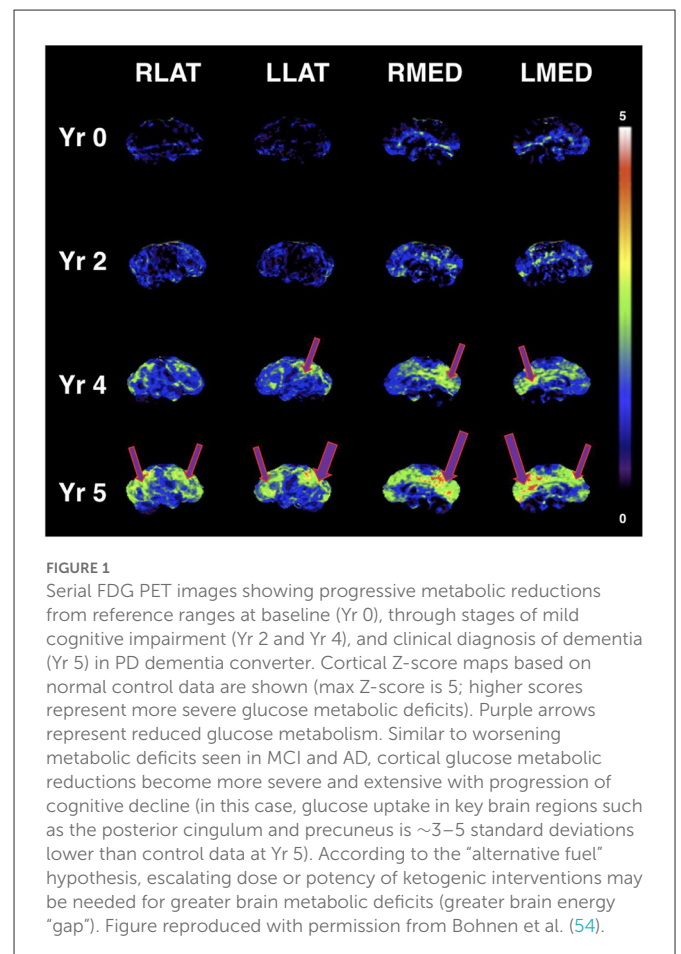 RLAT LLAT RMED LMED
5
Yr 0
Yr 2
Yr 4
Yr 5
0
FIGURE 1
Serial FDG PET images showing progressive metabolic reductions
from reference ranges at baseline (Yr 0), through stages of mild
cognitive impairment (Yr 2 and Yr 4), and clinical diagnosis of dementia
(Yr 5) in PD dementia converter. Cortical Z-score maps based on
normal control data are shown (max Z-score is 5; higher scores
represent more severe glucose metabolic deficits). Purple arrows
represent reduced glucose metabolism. Similar to worsening
metabolic deficits seen in MCI and AD, cortical glucose metabolic
reductions become more severe and extensive with progression of
cognitive decline (in this case, glucose uptake in key brain regions such
as the posterior cingulum and precuneus is ~3–5 standard deviations
lower than control data at Yr 5). According to the “alternative fuel”
hypothesis, escalating dose or potency of ketogenic interventions may
be needed for greater brain metabolic deficits (greater brain energy
“gap”). Figure reproduced with permission from Bohnen et al. (54).